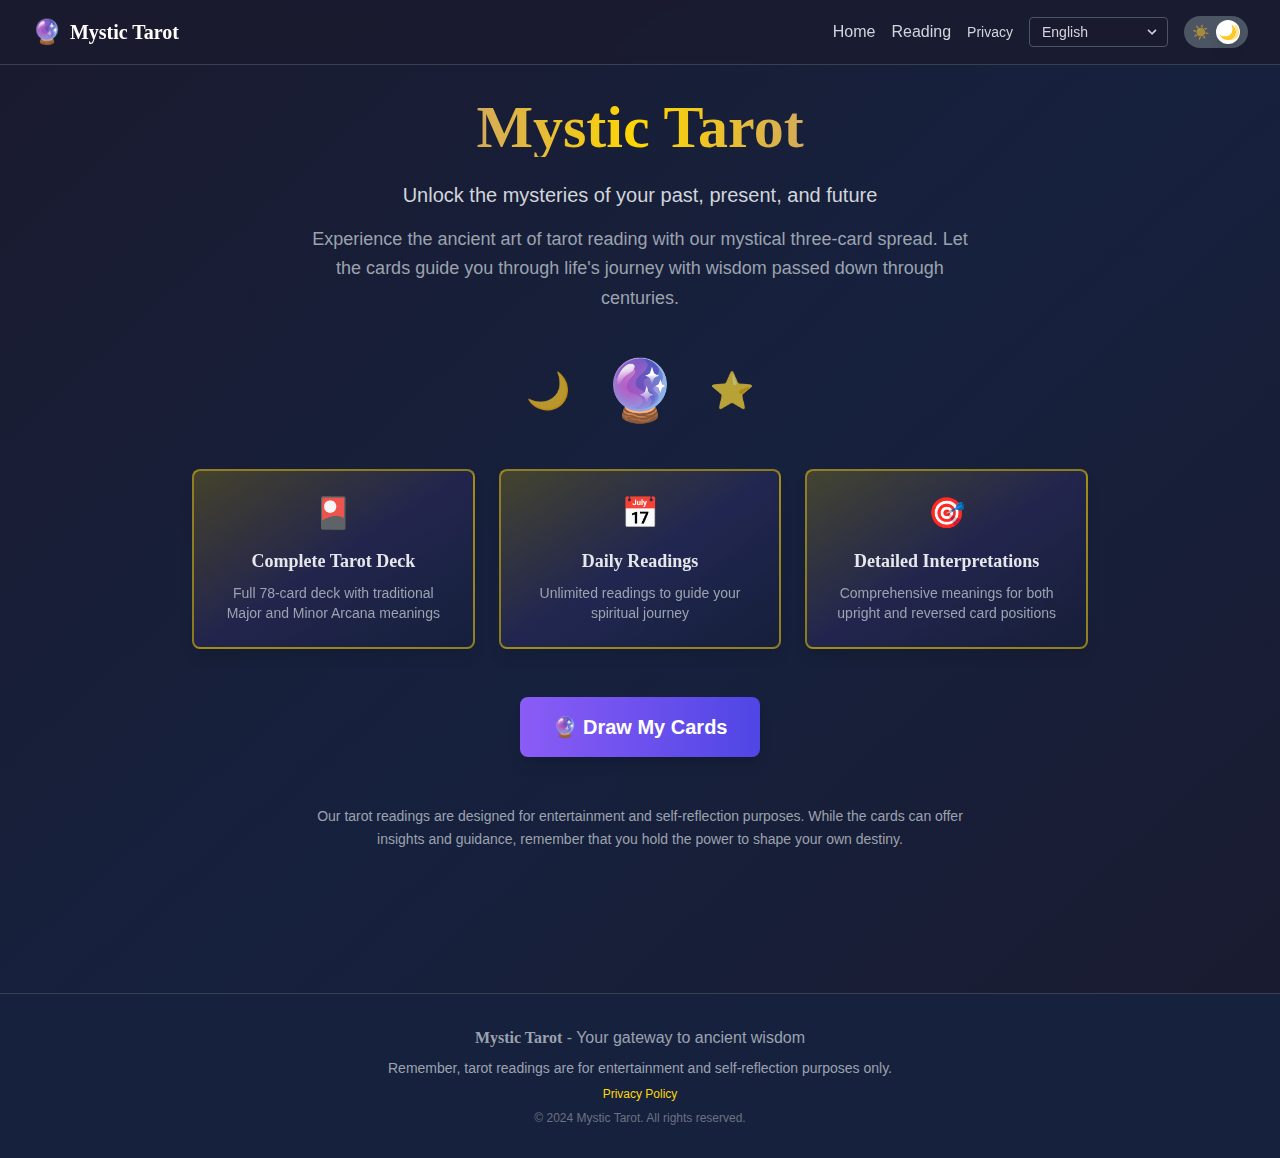 Mystic Tarot
Home
Reading
Privacy
English
Mystic Tarot
Unlock the mysteries of your past, present, and future
Experience the ancient art of tarot reading with our mystical three-card spread. Let
the cards guide you through life's journey with wisdom passed down through
centuries.
July
17
Complete Tarot Deck
Full 78-card deck with traditional
Major and Minor Arcana meanings
Daily Readings
Unlimited readings to guide your
spiritual journey
Detailed Interpretations
Comprehensive meanings for both
upright and reversed card positions
Draw My Cards
Our tarot readings are designed for entertainment and self-reflection purposes. While the cards can offer
insights and guidance, remember that you hold the power to shape your own destiny.
Mystic Tarot - Your gateway to ancient wisdom
Remember, tarot readings are for entertainment and self-reflection purposes only.
Privacy Policy
© 2024 Mystic Tarot. All rights reserved.